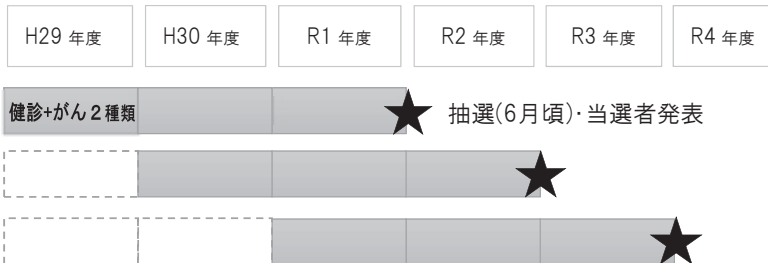 H29 年度 H30 年度 R1 年度 R2 年度 R3 年度 R4 年度
健診+がん2種類
抽選(6月頃)・当選者発表